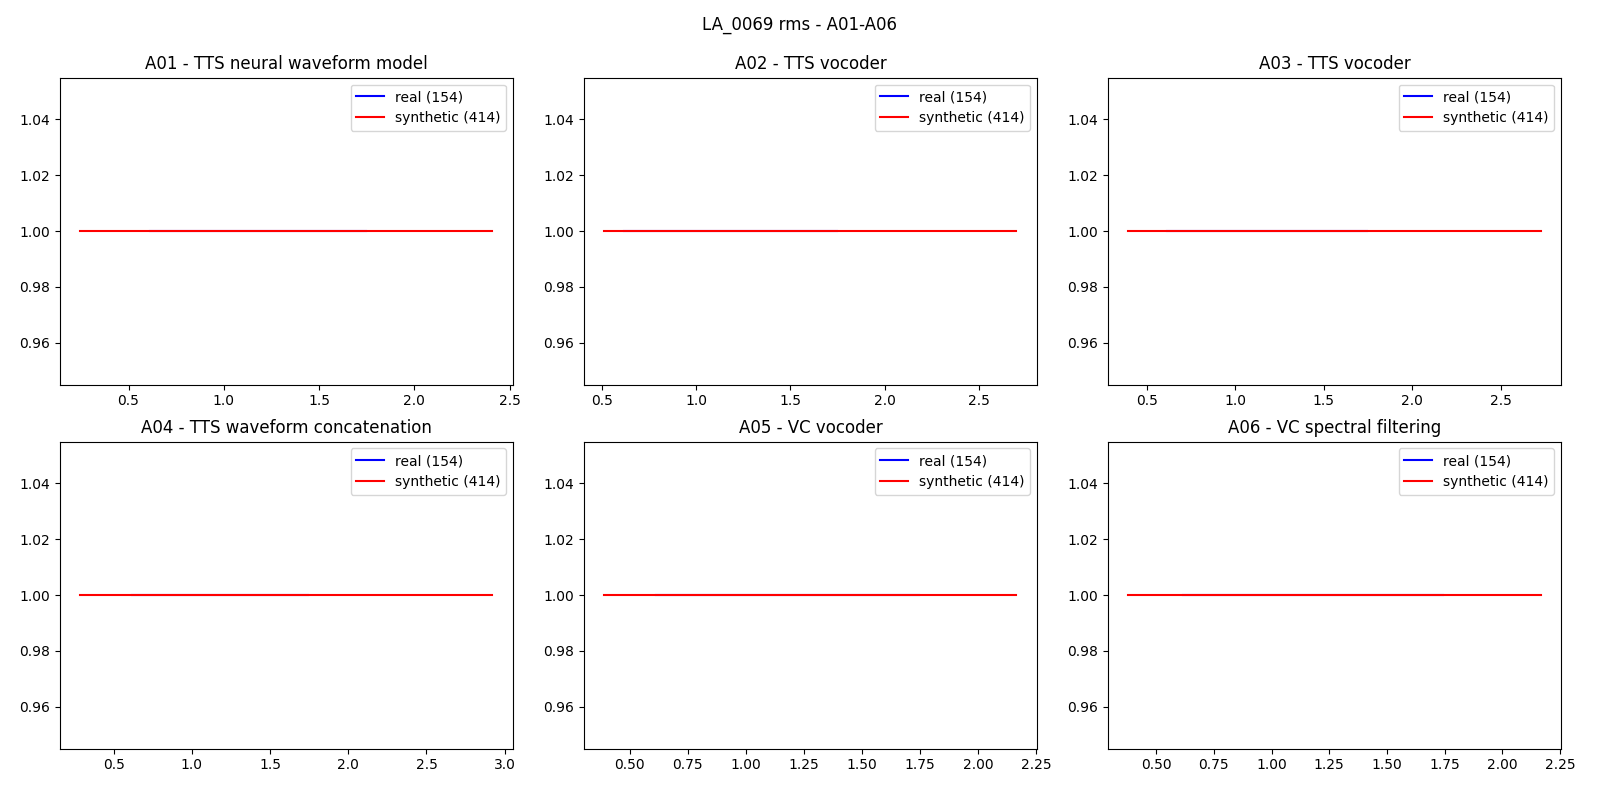 LA_0069 rms - A01-A06
A01 - TTS neural waveform model
real (154)
synthetic (414)
1.04
1.02
1.00
0.98
0.96
0.5 1.0 1.5 2.0 2.5
A02 - TTS vocoder
real (154)
synthetic (414)
1.04
1.02
1.00
0.98
0.96
0.5 1.0 1.5 2.0 2.5
A03 - TTS vocoder
real (154)
synthetic (414)
1.04
1.02
1.00
0.98
0.96
0.5 1.0 1.5 2.0 2.5
A04 - TTS waveform concatenation
real (154)
synthetic (414)
1.04
1.02
1.00
0.98
0.96
0.5 1.0 1.5 2.0 2.5 3.0
A05 - VC vocoder
real (154)
synthetic (414)
1.04
1.02
1.00
0.98
0.96
0.50 0.75 1.00 1.25 1.50 1.75 2.00 2.25
A06 - VC spectral filtering
real (154)
synthetic (414)
1.04
1.02
1.00
0.98
0.96
0.50 0.75 1.00 1.25 1.50 1.75 2.00 2.25